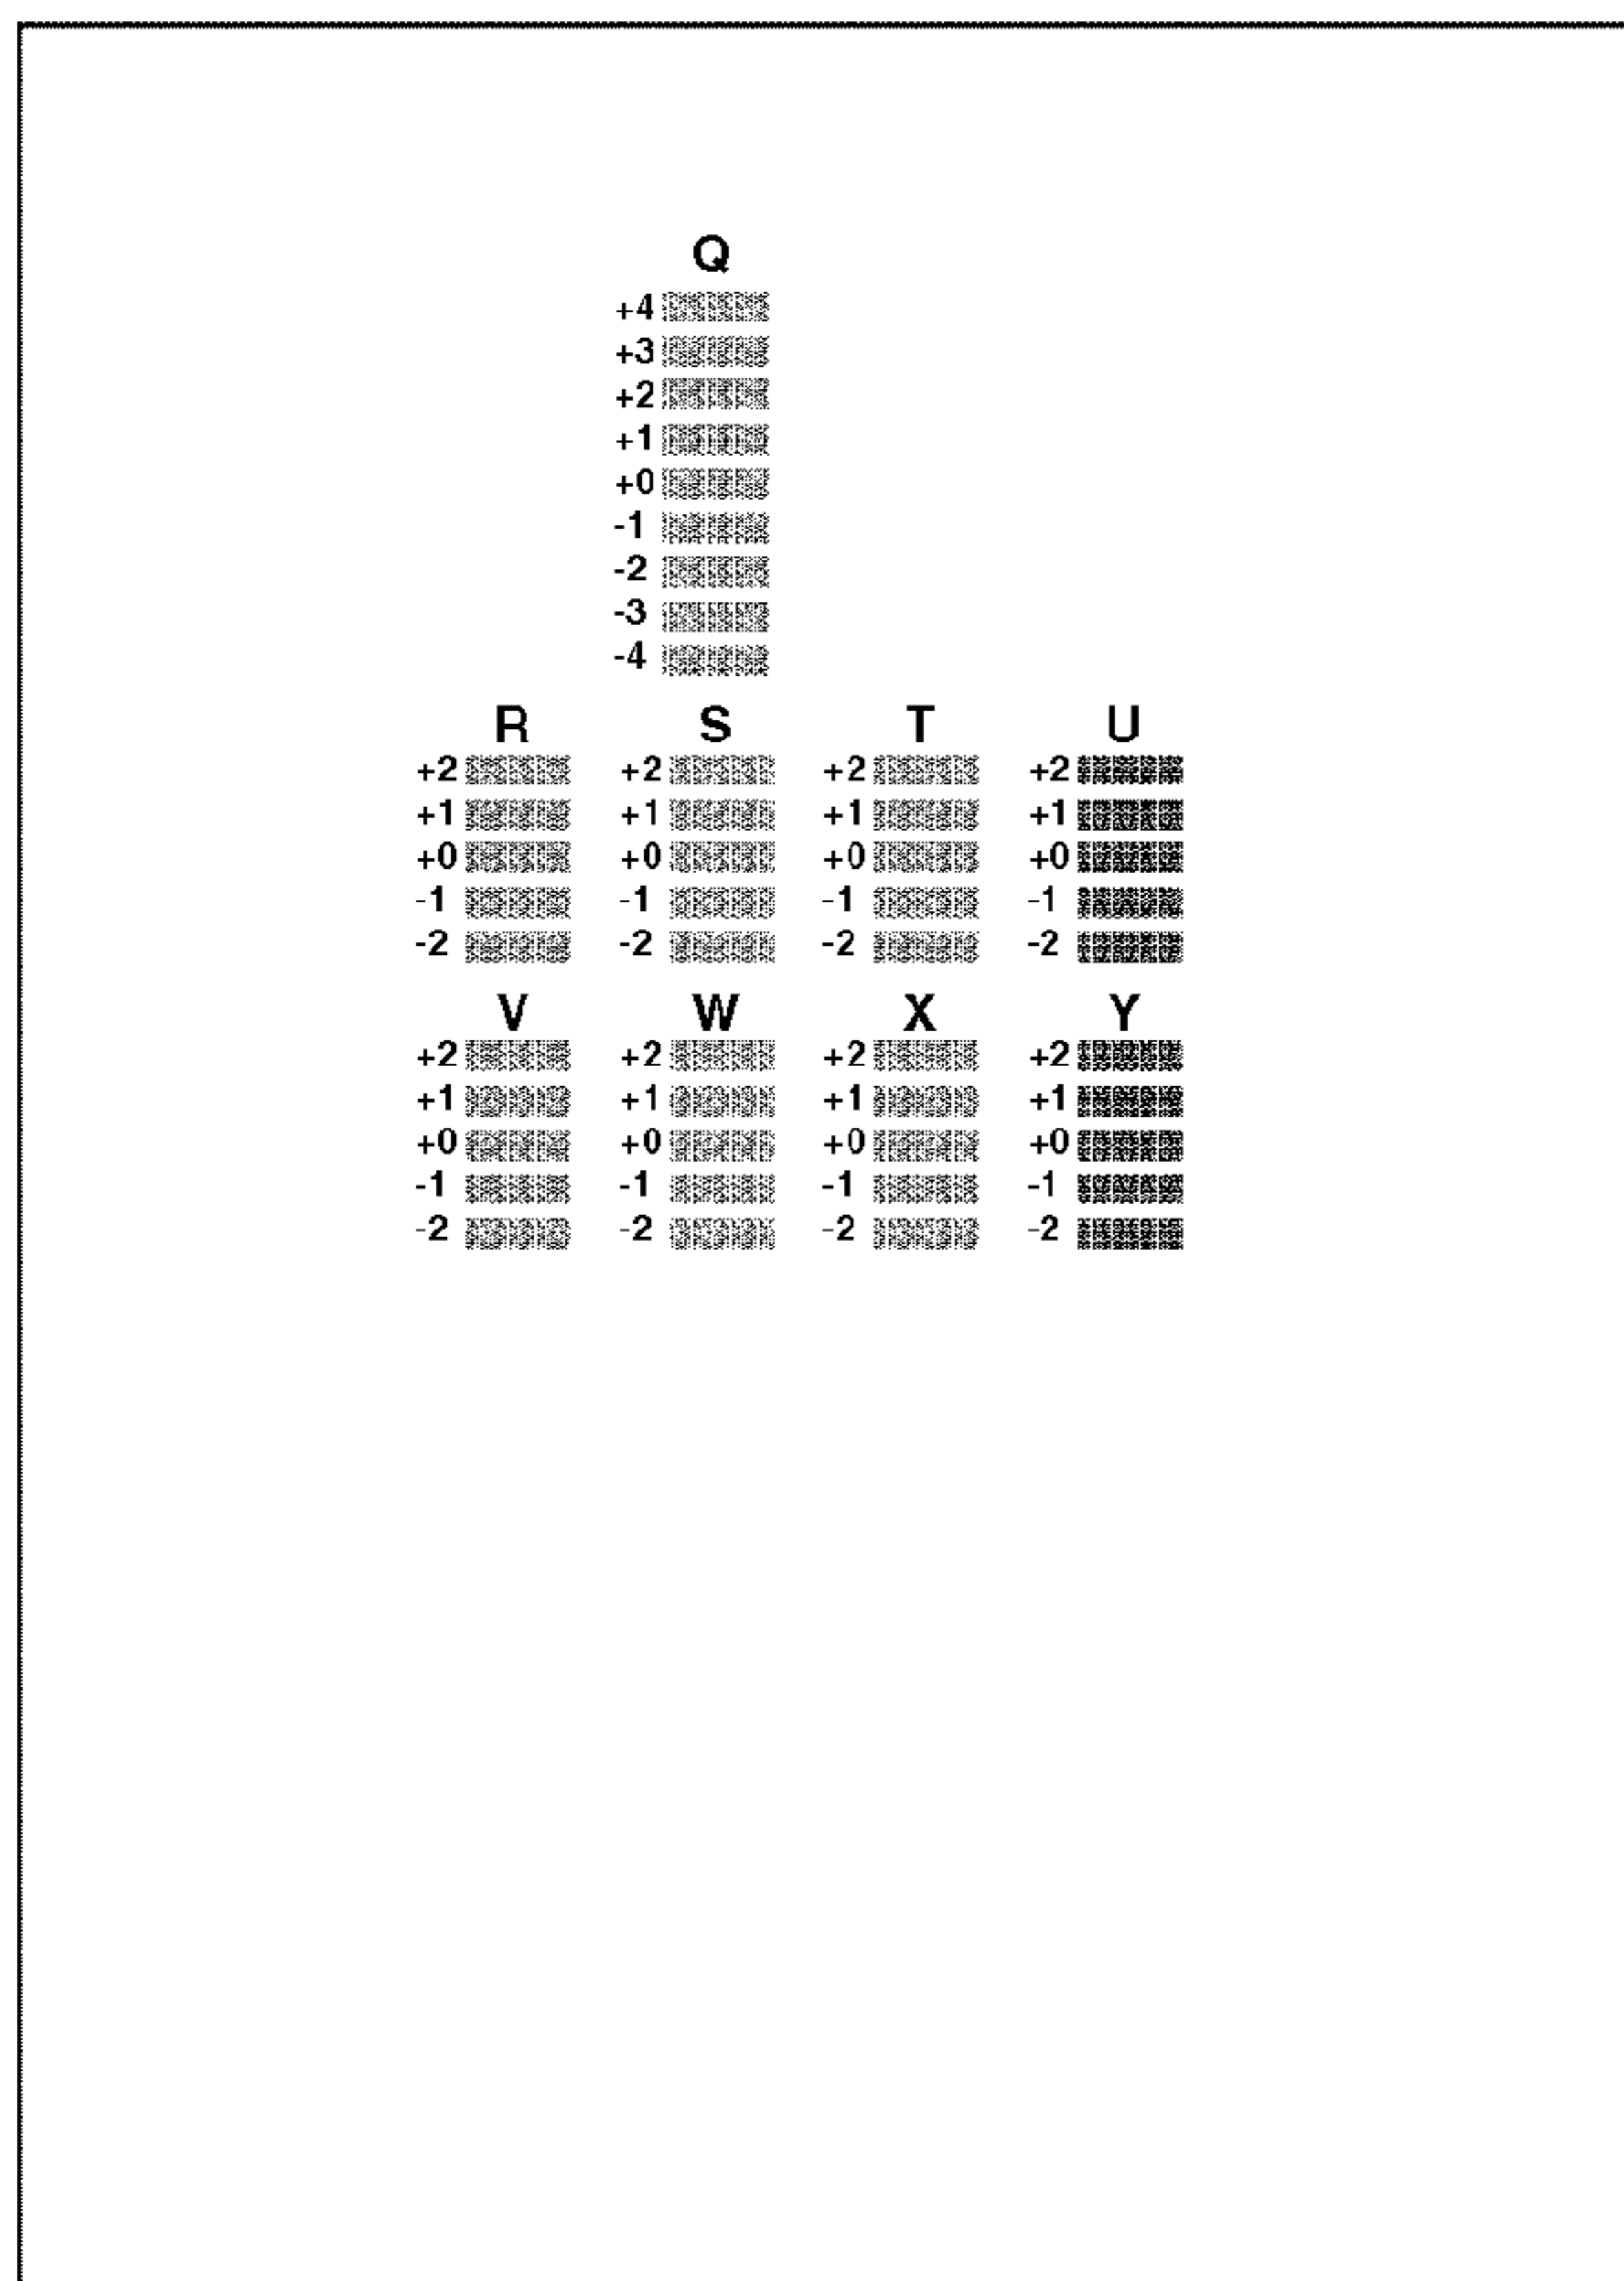 Q
+4
+3
+2
+1
+0
-1
-2
-3
-4
R S T U
+2 +2 +2 +2
+1 +1 +1 +1
+0 +0 +0 +0
-1 -1 -1 -1
-2 -2 -2 -2
V W X Y
+2 +2 +2 +2
+1 +1 +1 +1
+0 +0 +0 +0
-1 -1 -1 -1
-2 -2 -2 -2